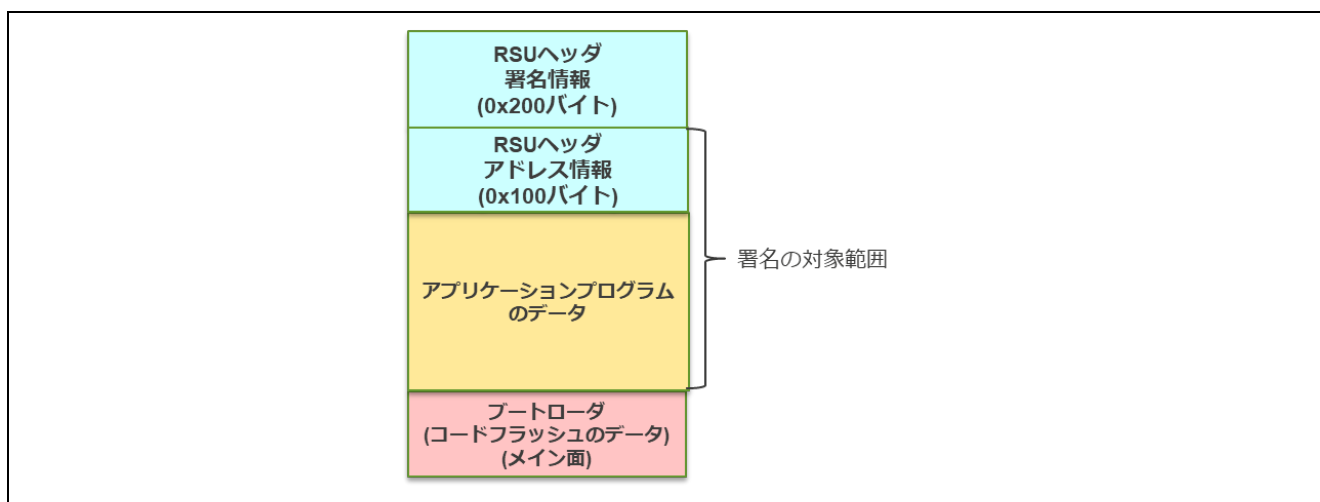 RSUヘッダ
署名情報
(0x200バイト)
RSUヘッダ
アドレス情報
(0x100バイト)
アプリケーションプログラム
のデータ
署名の対象範囲
ブートローダ
(コードフラッシュのデータ)
(メイン面)